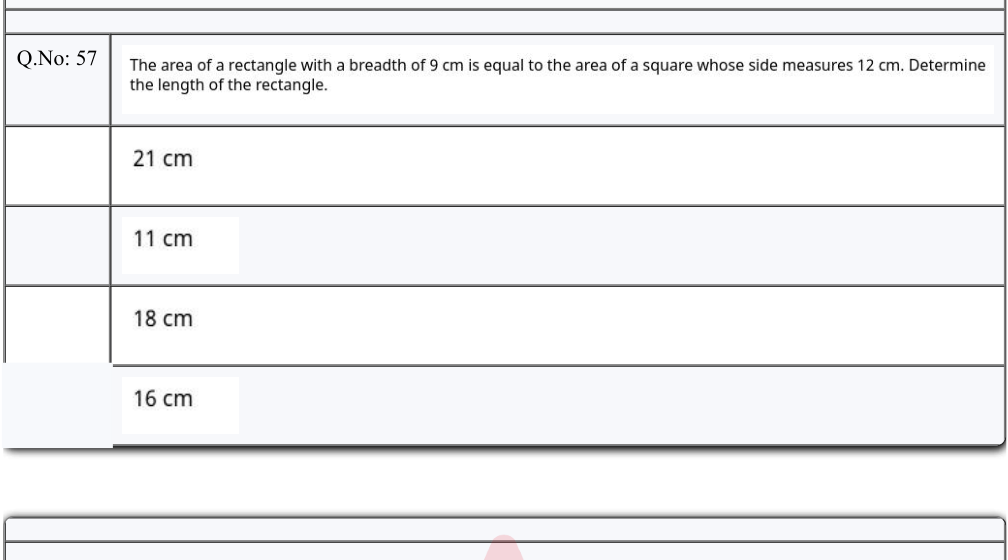 Q.No: 57
The area of a rectangle with a breadth of 9 cm is equal to the area of a square whose side measures 12 cm. Determine
the length of the rectangle.
21 cm
11 cm
18 cm
16 cm